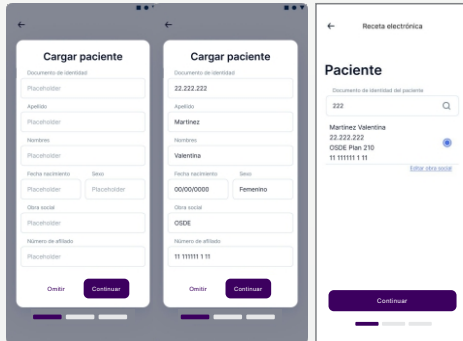 Cargar paciente
Documento de identidad
Placeholder
Apellido
Placeholder
Nombres
Placeholder
Fecha nacimiento Sexo
Placeholder Placeholder
Obra social
Placeholder
Número de afiliado
Placeholder
Omitir Continuar
Cargar paciente
Documento de identidad
22.222.222
Apellido
Martinez
Nombres
Valentina
Fecha nacimiento Sexo
00/00/0000 Femenino
Obra social
OSDE
Número de afiliado
11 111111 1 11
Omitir Continuar
Receta electrónica
Paciente
Documento de identidad del paciente
222
Martinez Valentina
22.222.222
OSDE Plan 210
11 111111 1 11
Editar obra social
Continuar